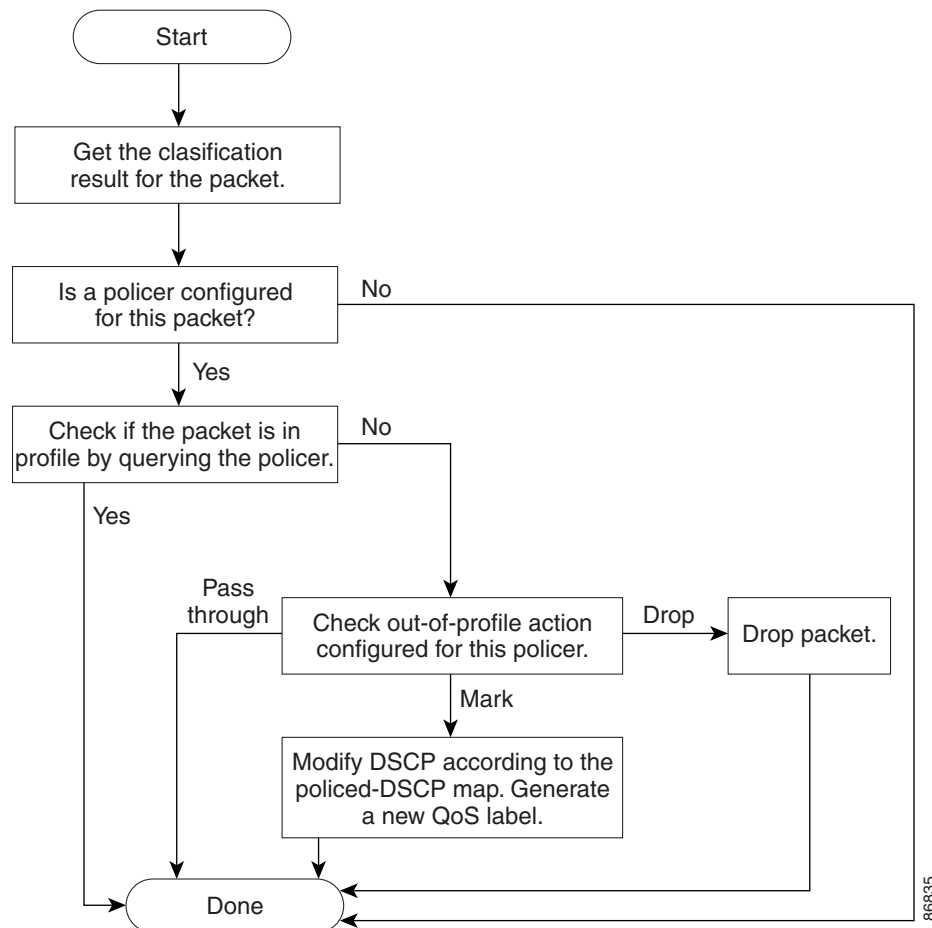 Start
Get the clasification
result for the packet.
Is a policer configured
for this packet?
No
Yes
Check if the packet is in
profile by querying the policer.
No
Yes
Pass
through
Check out-of-profile action
configured for this policer.
Drop
Drop packet.
Mark
Modify DSCP according to the
policed-DSCP map. Generate
a new QoS label.
Done
86835